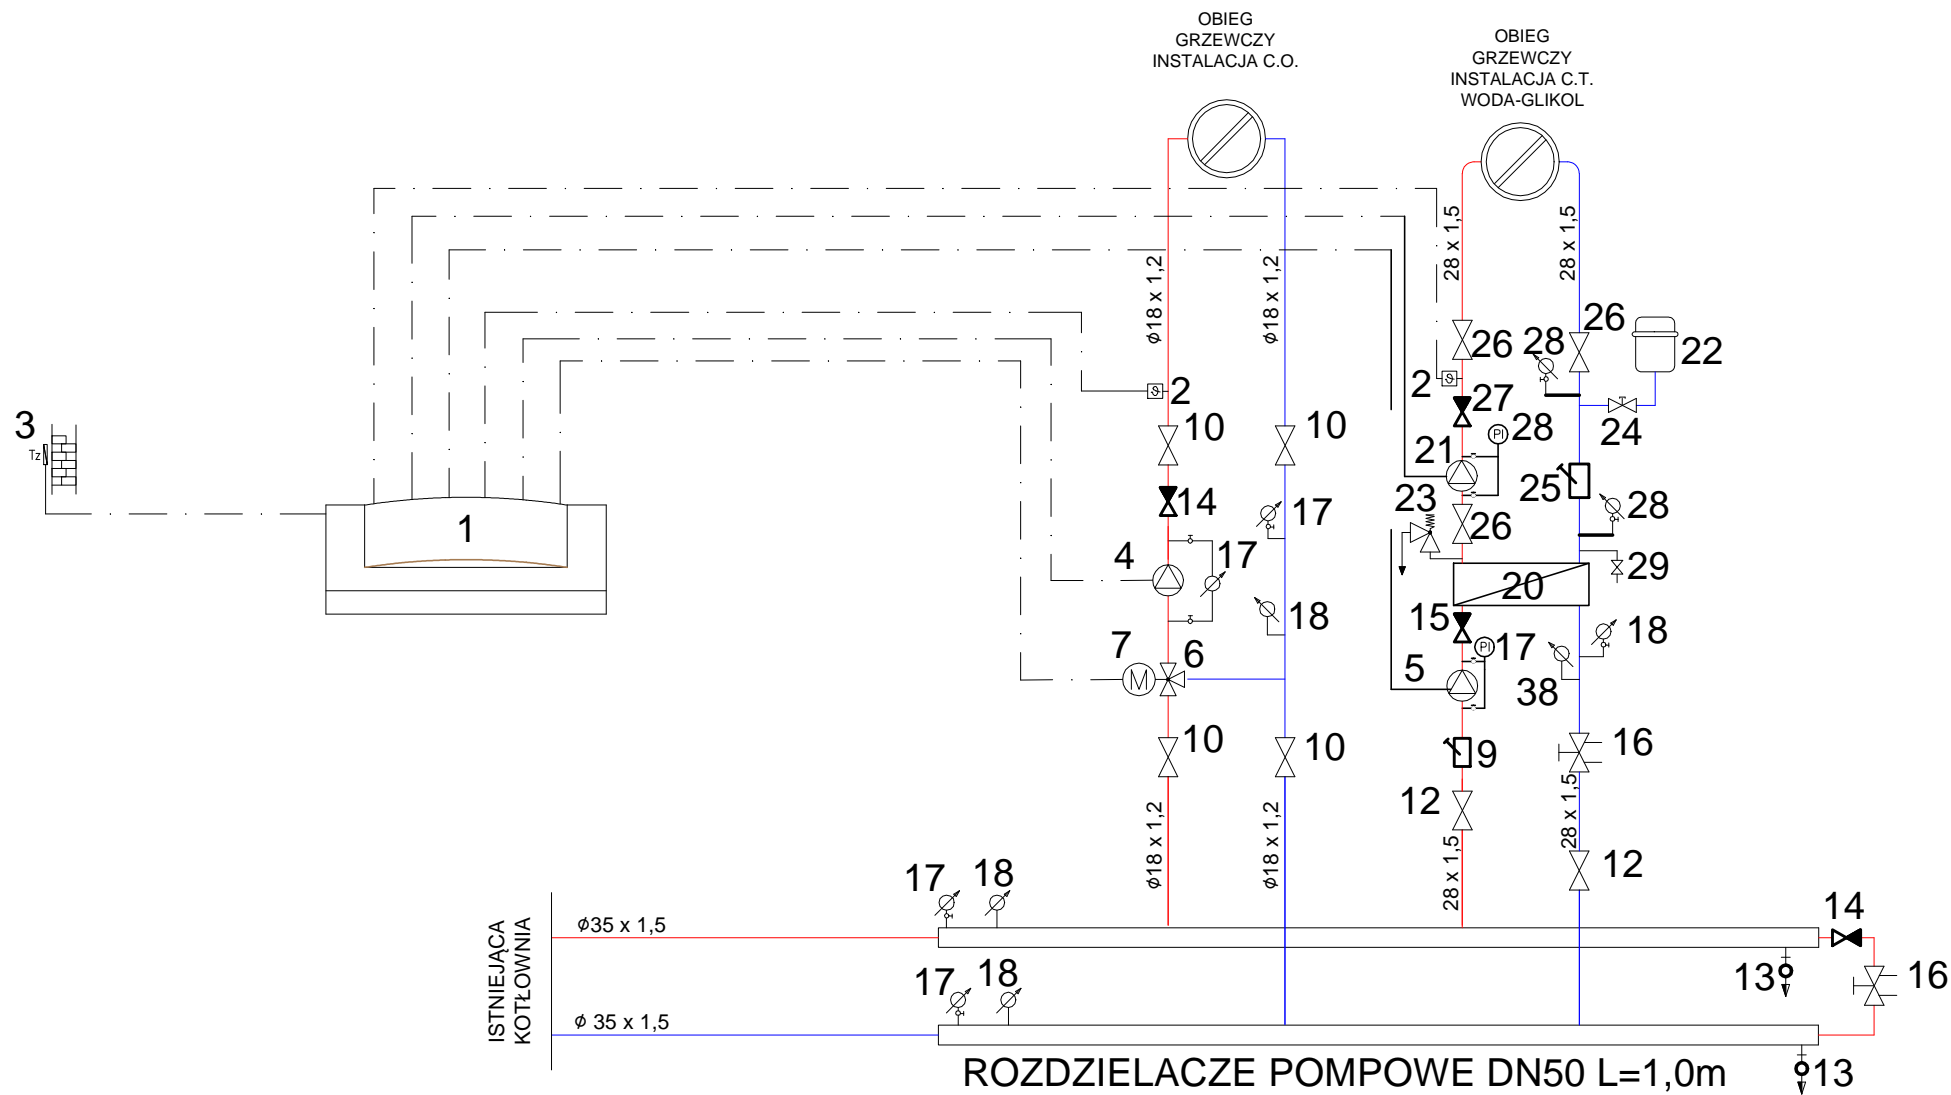 OBIEG
GRZEWCZY
INSTALACJA C.O.
OBIEG
GRZEWCZY
INSTALACJA C.T.
WODA-GLIKOL
28 x 1,5
28 x 1,5
ϕ18 x 1,2
ϕ18 x 1,2
26
28
26
22
2
2
27
24
3
Tz
10
10
21
PI
28
25
23
26
28
1
14
17
4
17
29
20
15
18
18
7
6
5
PI
17
38
M
10
10
9
16
12
28 x 1,5
12
ϕ18 x 1,2
ϕ18 x 1,2
28 x 1,5
17
18
14
ISTNIEJĄCA
KOTŁOWNIA
ϕ35 x 1,5
17
18
13
16
ϕ 35 x 1,5
ROZDZIELACZE POMPOWE DN50 L=1,0m
13